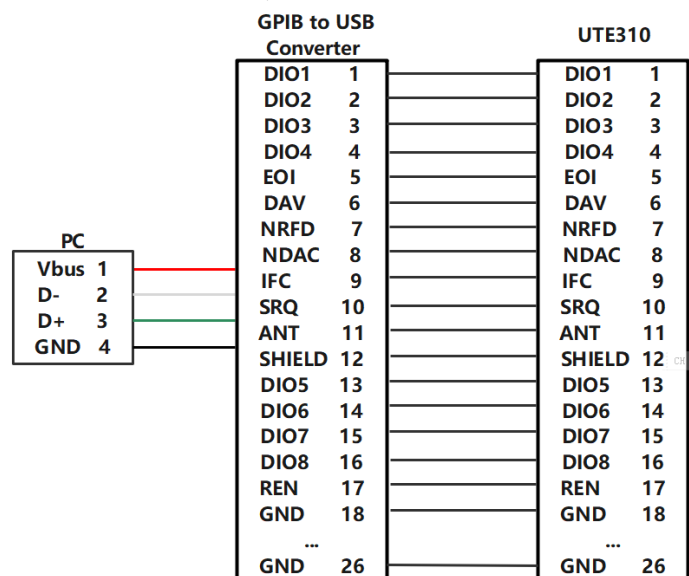 GPIB to USB
Converter
UTE310
DIO1 1
DIO2 2
DIO3 3
DIO4 4
EOI 5
DAV 6
NRFD 7
NDAC 8
IFC 9
SRQ 10
ANT 11
SHIELD 12
DIO5 13
DIO6 14
DIO7 15
DIO8 16
REN 17
GND 18
...
GND 26
DIO1 1
DIO2 2
DIO3 3
DIO4 4
EOI 5
DAV 6
NRFD 7
NDAC 8
IFC 9
SRQ 10
ANT 11
SHIELD 12
CH
DIO5 13
DIO6 14
DIO7 15
DIO8 16
REN 17
GND 18
...
GND 26
PC
Vbus 1
D- 2
D+ 3
GND 4